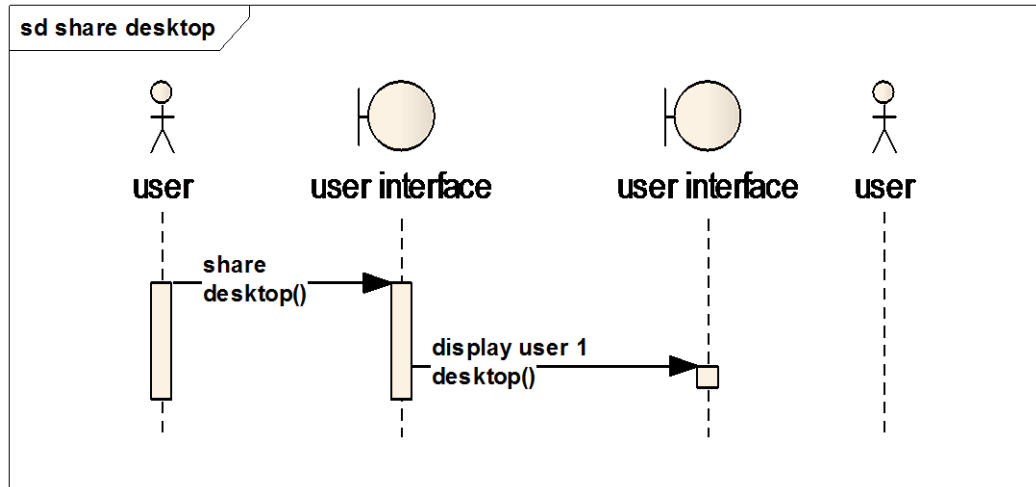 sd share desktop
user
user interface
user interface
user
share
desktop()
display user 1
desktop()